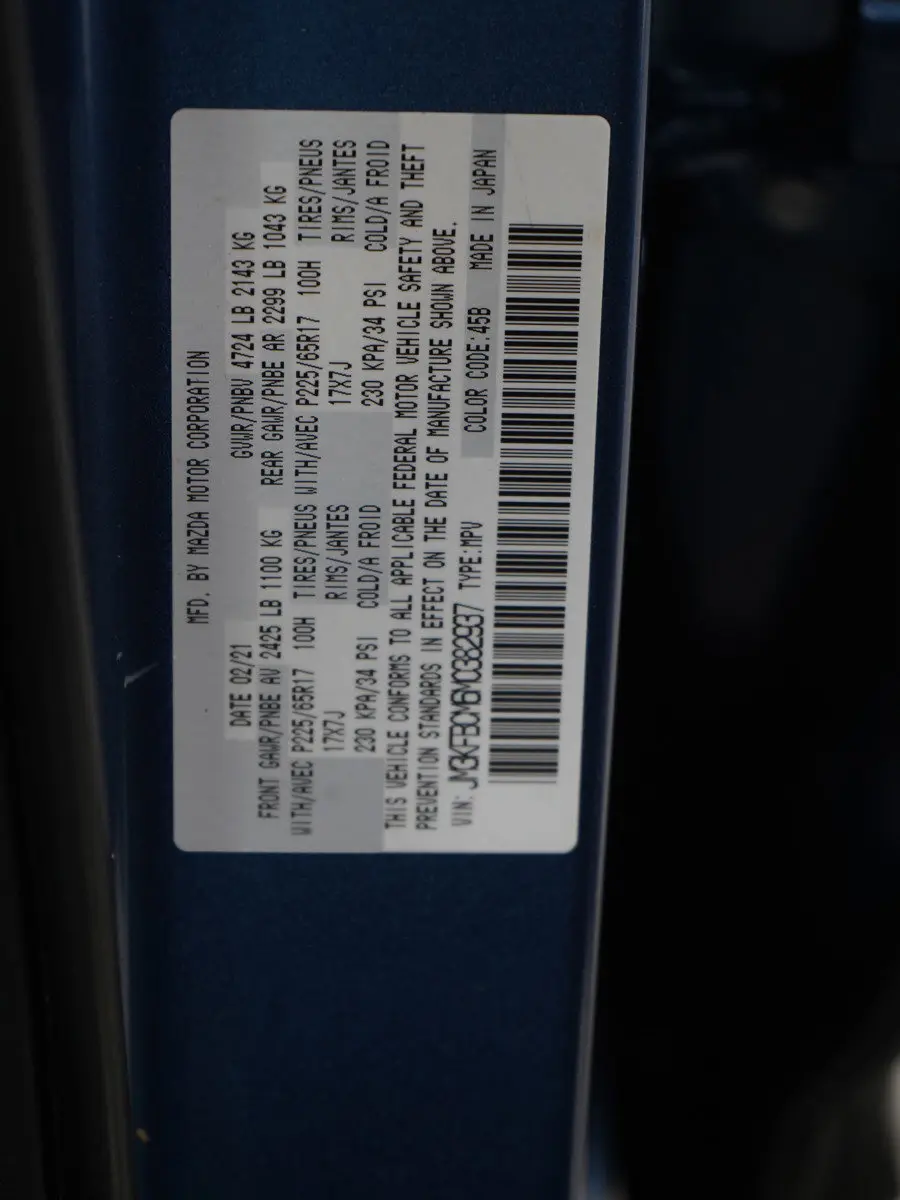 MFD. BY MAZDA MOTOR CORPORATION
DATE 02/21 GVWR/PNBV 4724 LB 2143 KG
FRONT GAWR/PNBE AV 2425 LB 1100 KG REAR GAWR/PNBE AR 2299 LB 1043 KG
WITH/AVEC P225/65R17 100H TIRES/PNEUS WITH/AVEC P225/65R17 100H TIRES/PNEUS
17X7J RIMS/JANTES 17X7J RIMS/JANTES
230 KPA/34 PSI COLD/A FROID 230 KPA/34 PSI COLD/A FROID
THIS VEHICLE CONFORMS TO ALL APPLICABLE FEDERAL MOTOR VEHICLE SAFETY AND THEFT
PREVENTION STANDARDS IN EFFECT ON THE DATE OF MANUFACTURE SHOWN ABOVE.
VIN: JM3KFBCM6M0382937 TYPE:MPV COLOR CODE:45B MADE IN JAPAN